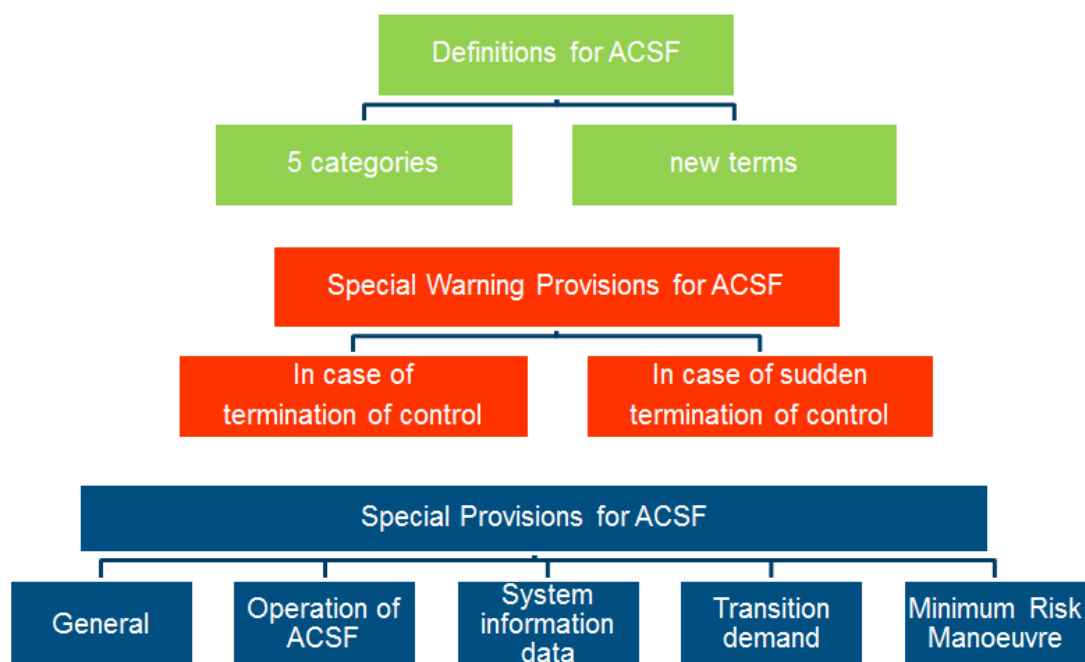 Definitions for ACSF
5 categories
new terms
Special Warning Provisions for ACSF
In case of
termination of control
In case of sudden
termination of control
Special Provisions for ACSF
General
Operation of
ACSF
System
information
data
Transition
demand
Minimum Risk
Manoeuvre